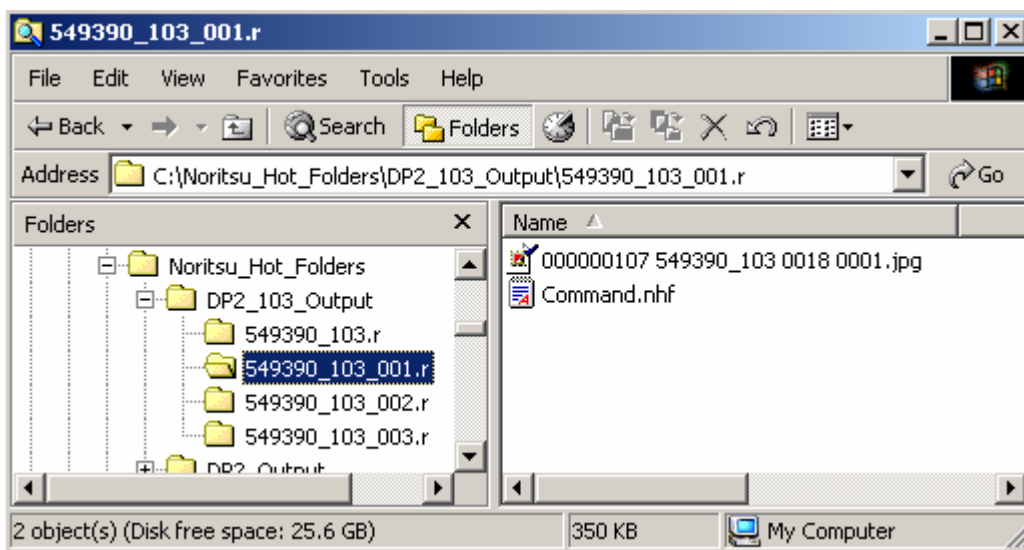 549390_103_001.r
File Edit View Favorites Tools Help
Back Search Folders
Address C:\Noritsu_Hot_Folders\DP2_103_Output\549390_103_001.r Go
Folders
Name
Noritsu_Hot_Folders
DP2_103_Output
549390_103.r
549390_103_001.r
549390_103_002.r
549390_103_003.r
DP2_Output
000000107 549390_103 0018 0001.jpg
Command.nhf
2 object(s) (Disk free space: 25.6 GB) 350 KB My Computer